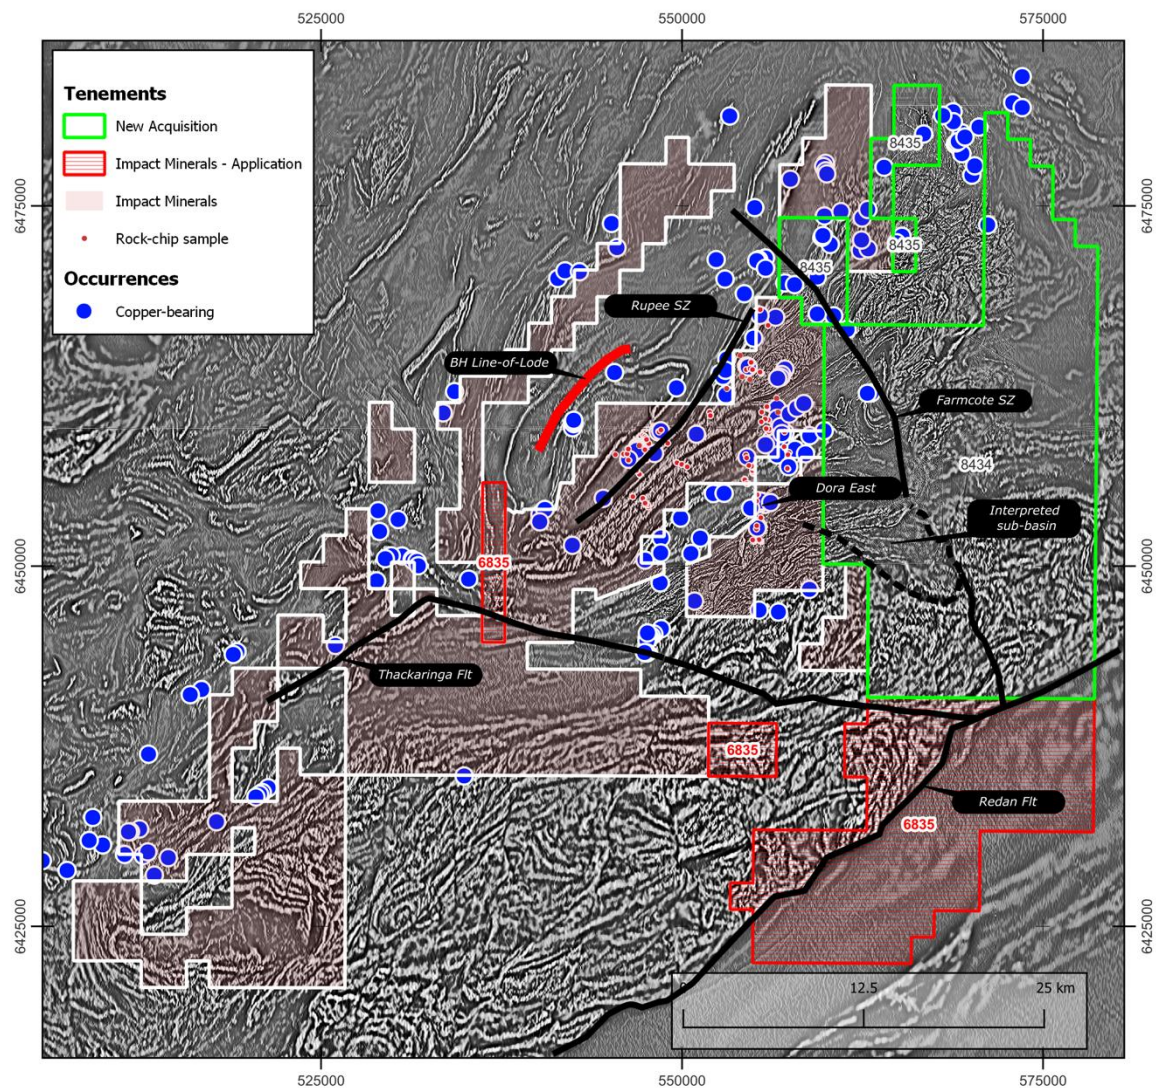 525000
550000
575000
Tenements
New Acquisition
Impact Minerals - Application
Impact Minerals
Rock-chip sample
Occurrences
Copper-bearing
8435
6475000
6475000
8435
8435
Rupee SZ
BH Line-of-Lode
Farmcote SZ
8434
Dora East
Interpreted
sub-basin
6450000
6835
6450000
Thackaringa Flt
6835
Redan Flt
6835
6425000
6425000
0
12.5
25 km
525000
550000
575000